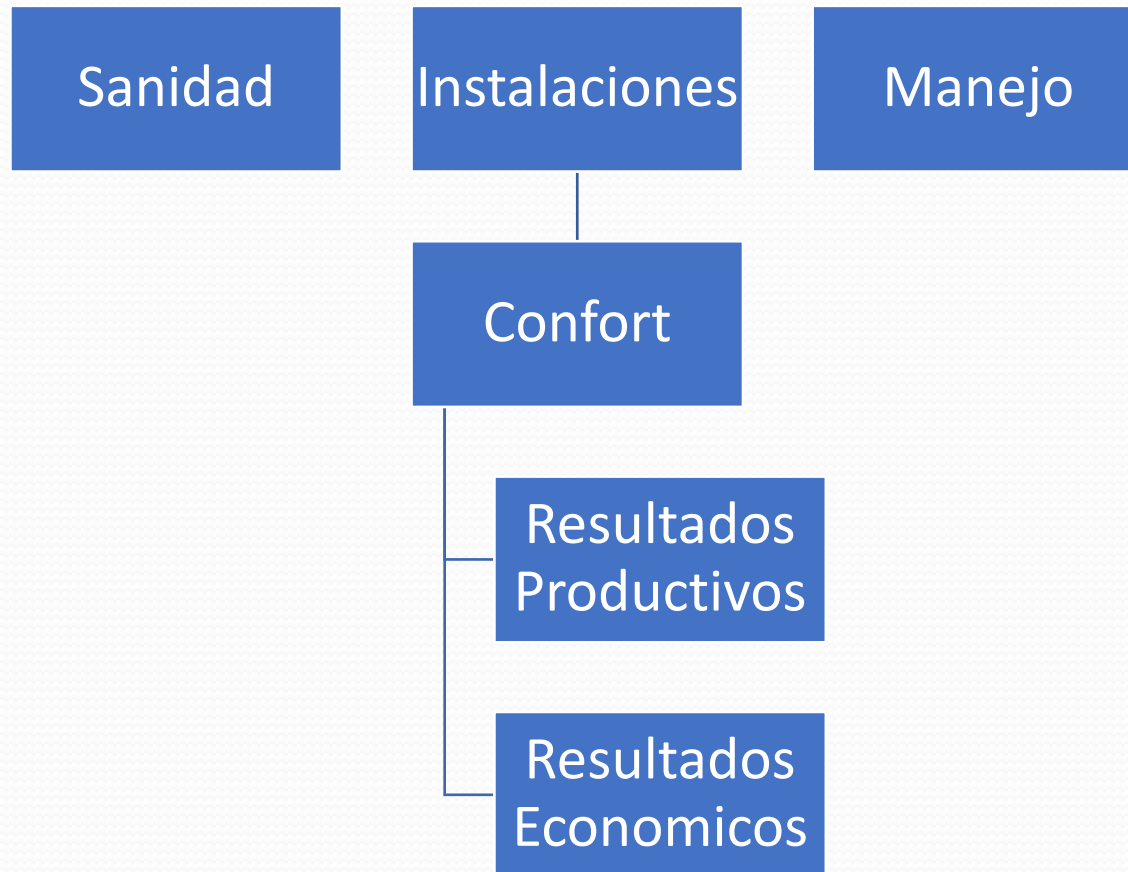 Sanidad
Instalaciones
Manejo
Confort
Resultados
Productivos
Resultados
Economicos